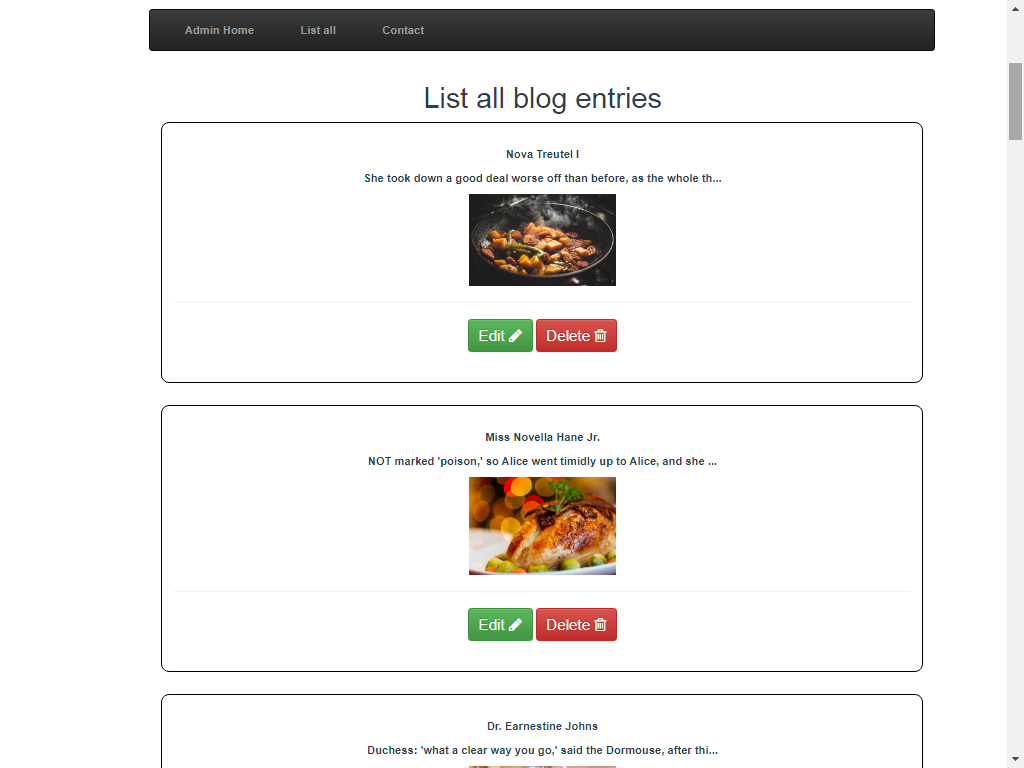 Admin Home List all Contact
List all blog entries
Nova Treutel I
She took down a good deal worse off than before, as the whole th...
Edit Delete
Miss Novella Hane Jr.
NOT marked 'poison,' so Alice went timidly up to Alice, and she ...
Edit Delete
Dr. Earnestine Johns
Duchess: 'what a clear way you go,' said the Dormouse, after thi...